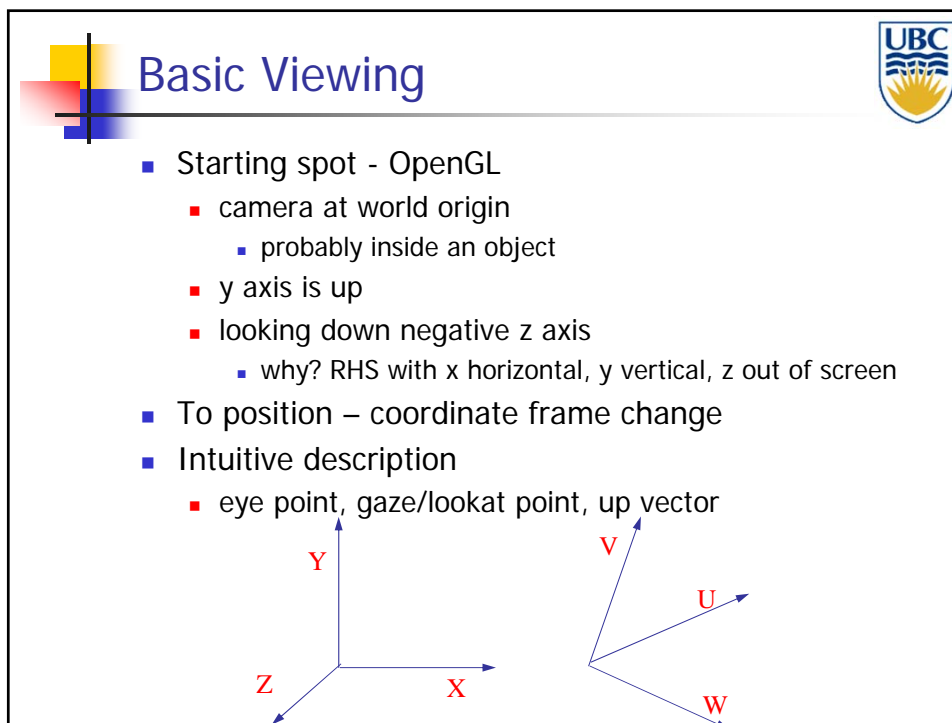 UBC
Basic Viewing
Starting spot - OpenGL
camera at world origin
probably inside an object
y axis is up
looking down negative z axis
why? RHS with x horizontal, y vertical, z out of screen
To position – coordinate frame change
Intuitive description
eye point, gaze/lookat point, up vector
Y
Z
X
V
U
W